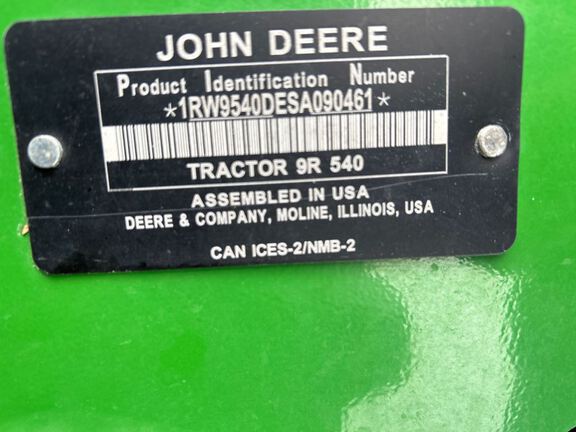 JOHN DEERE
Product Identification Number
*1RW9540DESA090461*
TRACTOR 9R 540
ASSEMBLED IN USA
DEERE & COMPANY, MOLINE, ILLINOIS, USA
CAN ICES-2/NMB-2